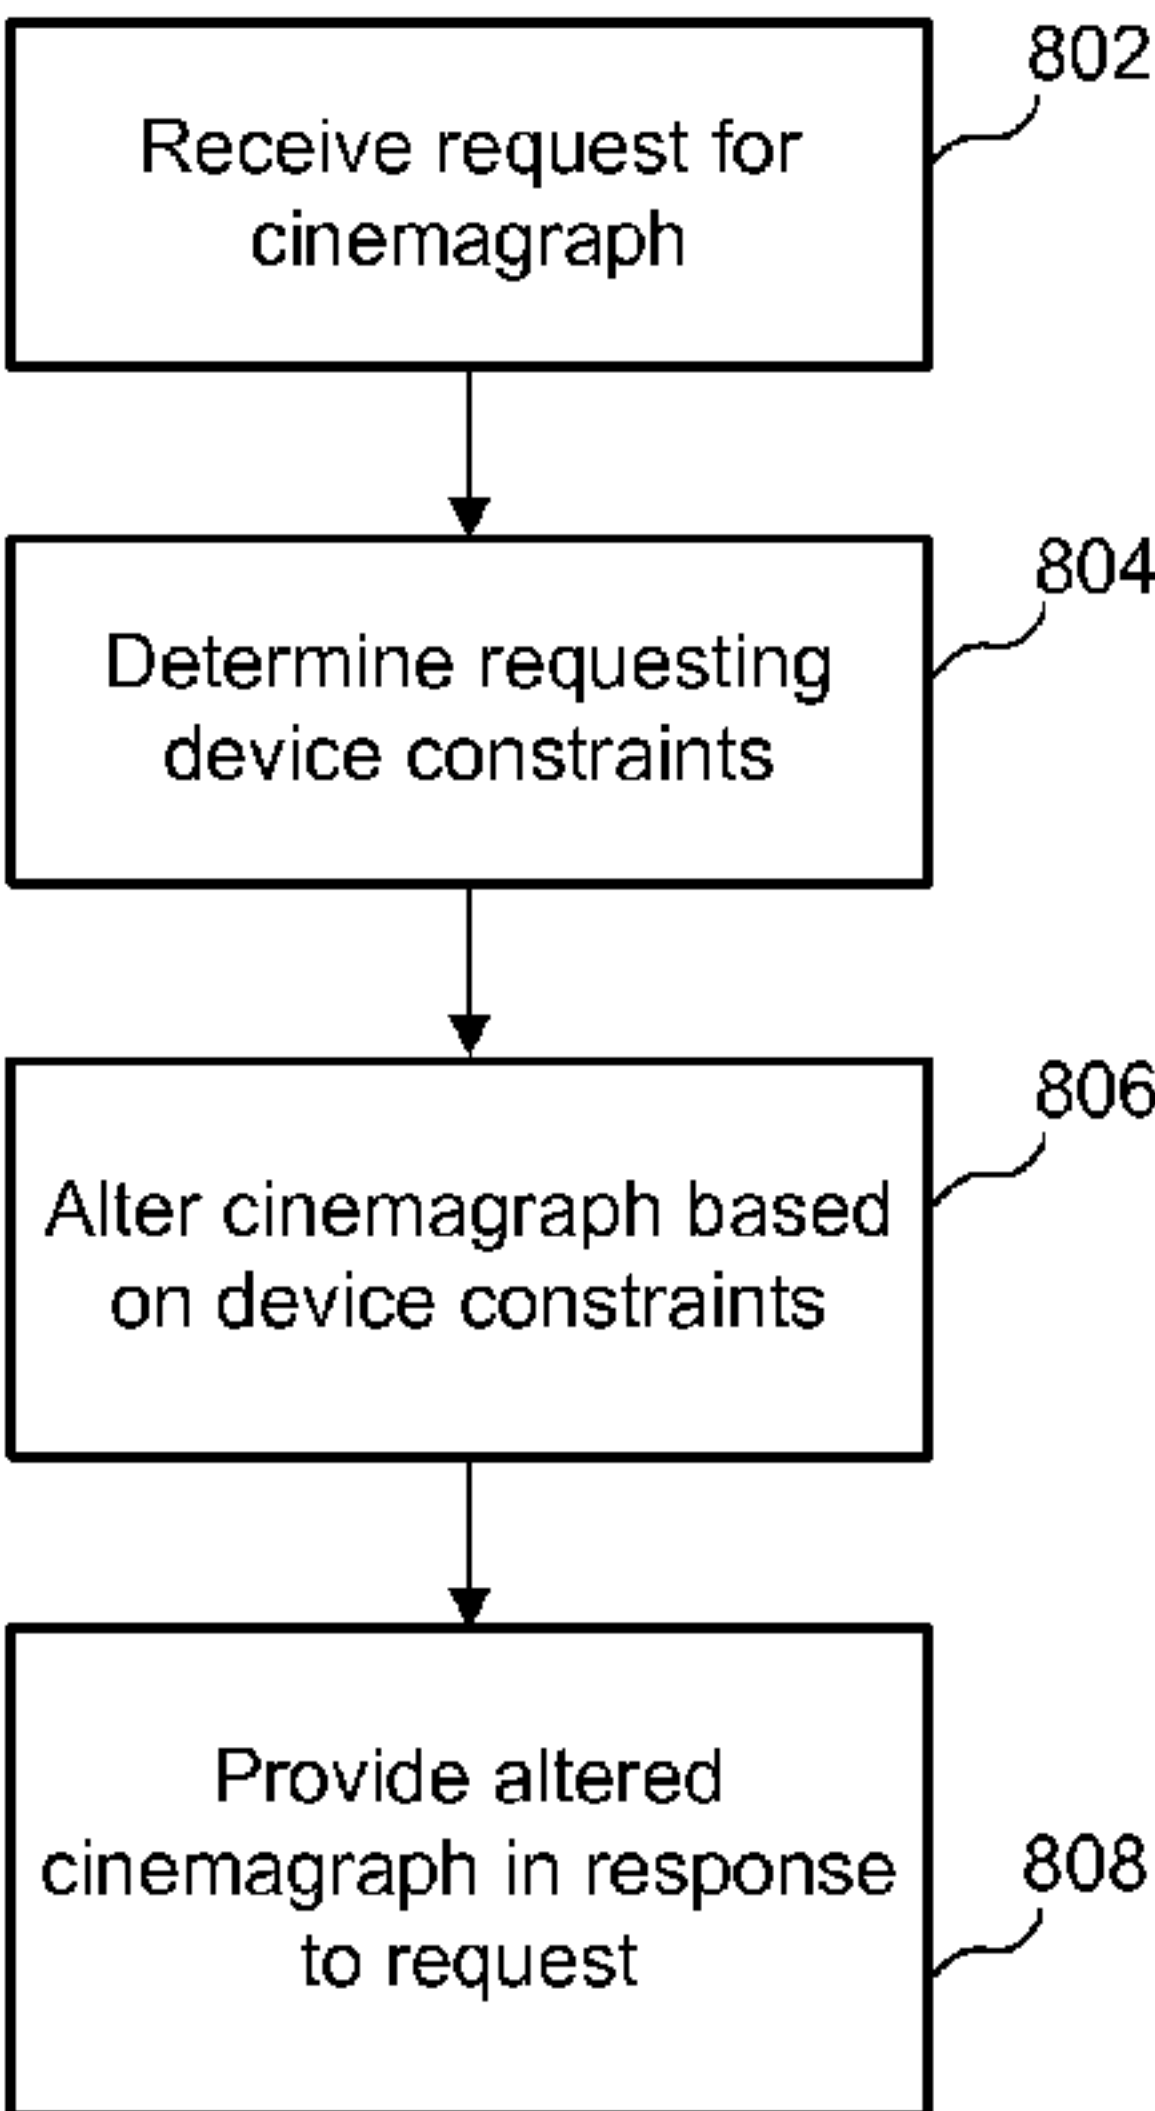 802
Receive request for
cinemagraph
804
Determine requesting
device constraints
806
Alter cinemagraph based
on device constraints
Provide altered
cinemagraph in response
808
to request